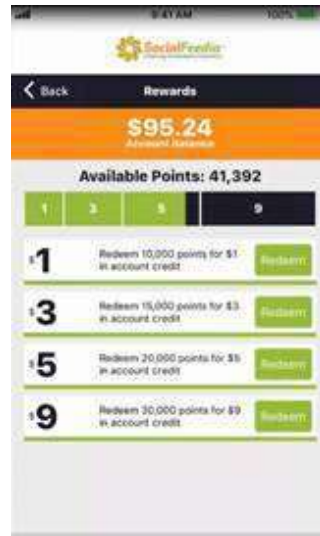 9:41 AM 100%
SocialFeedia
Back Rewards
$95.24
Account Balance
Available Points: 41,392
1 3 5 9
$1 Redeem 10,000 points for $1
in account credit
Redeem
$3 Redeem 15,000 points for $3
in account credit
Redeem
$5 Redeem 20,000 points for $5
in account credit
Redeem
$9 Redeem 30,000 points for $9
in account credit
Redeem